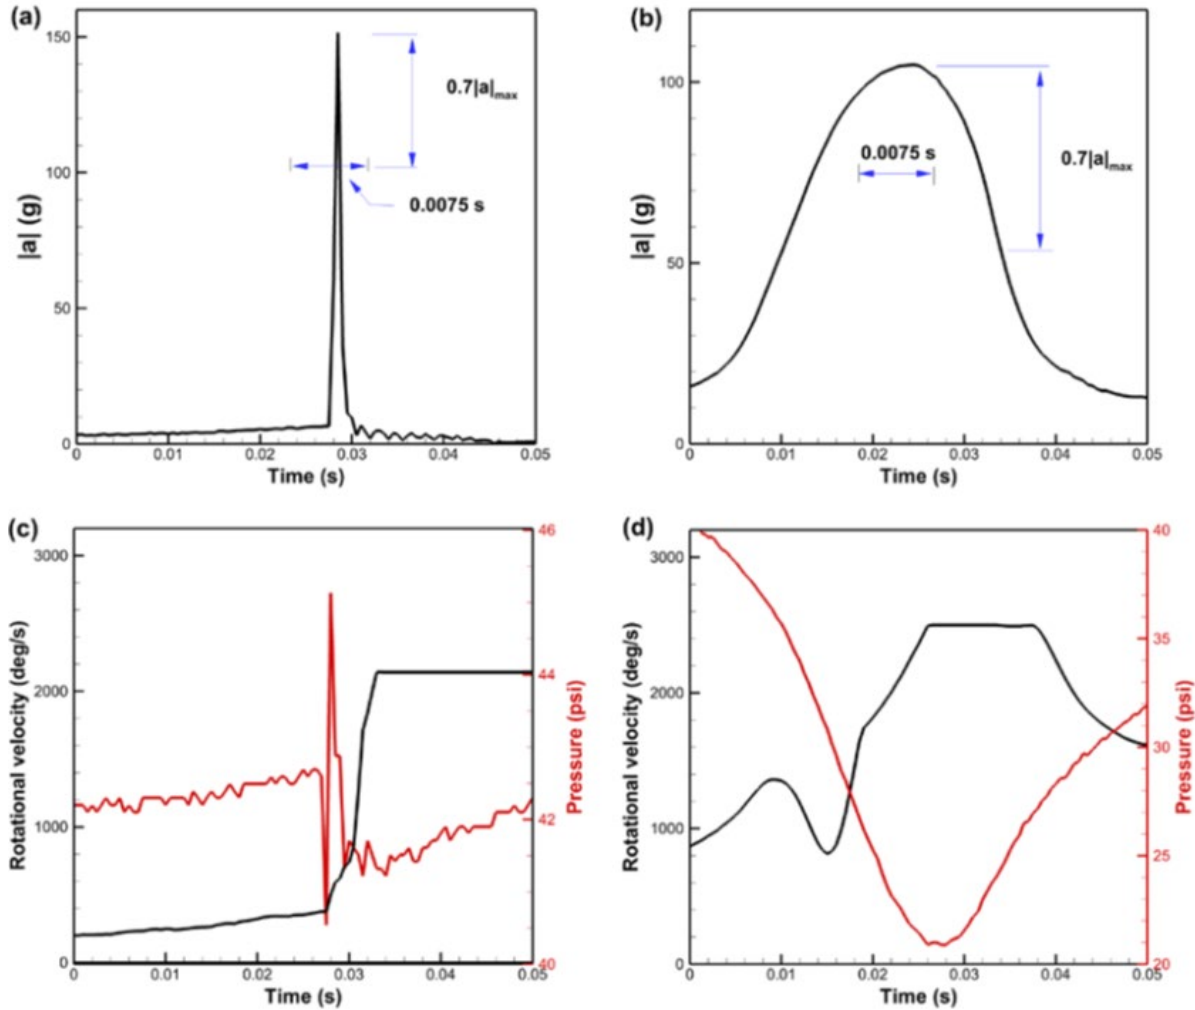 (a)
150
100
50
0
|a| (g)
0.7|a|max
0.0075 s
0 0.01 0.02 0.03 0.04 0.05
Time (s)
(b)
100
50
0
|a| (g)
0.0075 s
0.7|a|max
0.01 0.02 0.03 0.04 0.05
Time (s)
(c)
3000
2000
1000
0
Rotational velocity (deg/s)
46
44
42
40
Pressure (psi)
0 0.01 0.02 0.03 0.04 0.05
Time (s)
(d)
3000
2000
1000
0
Rotational velocity (deg/s)
40
35
30
25
20
Pressure (psi)
0.01 0.02 0.03 0.04 0.05
Time (s)